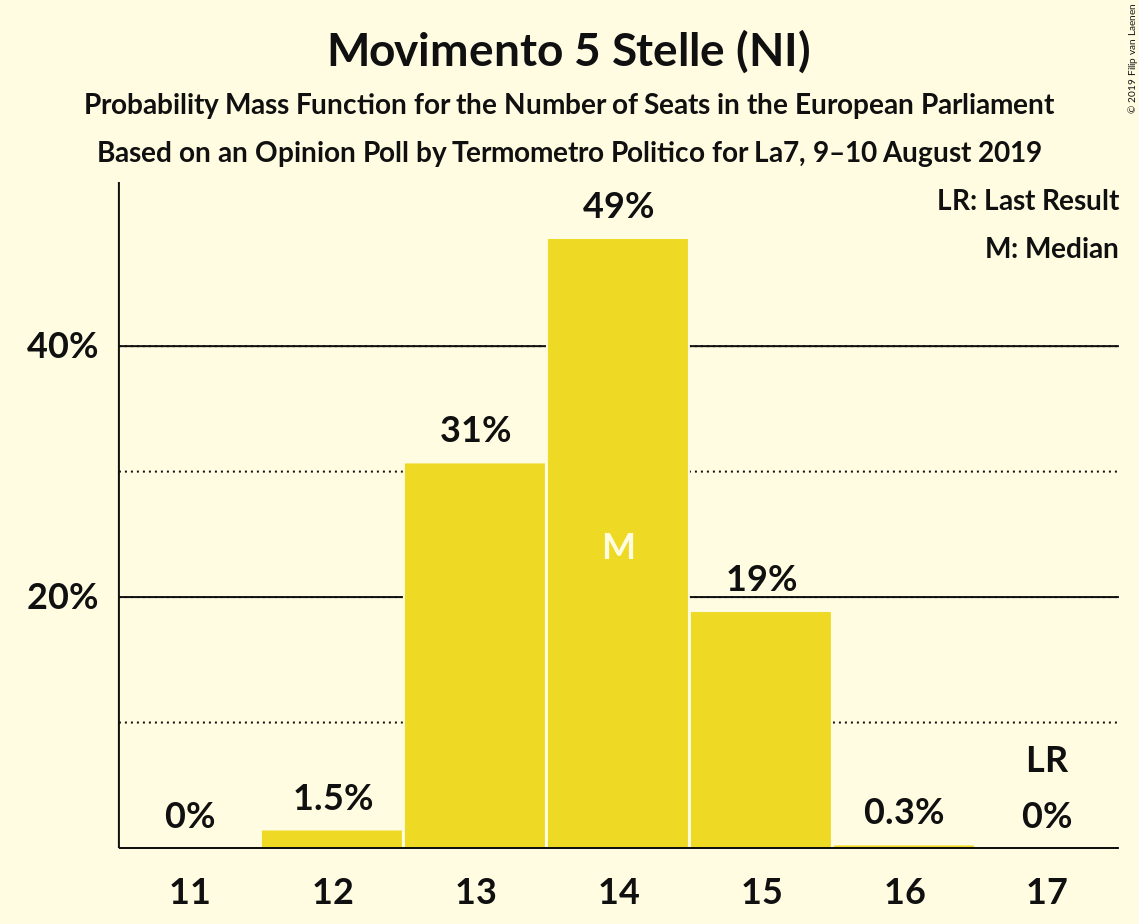 Movimento 5 Stelle (NI)
Probability Mass Function for the Number of Seats in the European Parliament
Based on an Opinion Poll by Termometro Politico for La7, 9–10 August 2019
© 2019 Filip van Laenen
LR: Last Result
M: Median
49%
40%
31%
M
19%
20%
LR
0%
1.5%
0.3%
0%
11 12 13 14 15 16 17